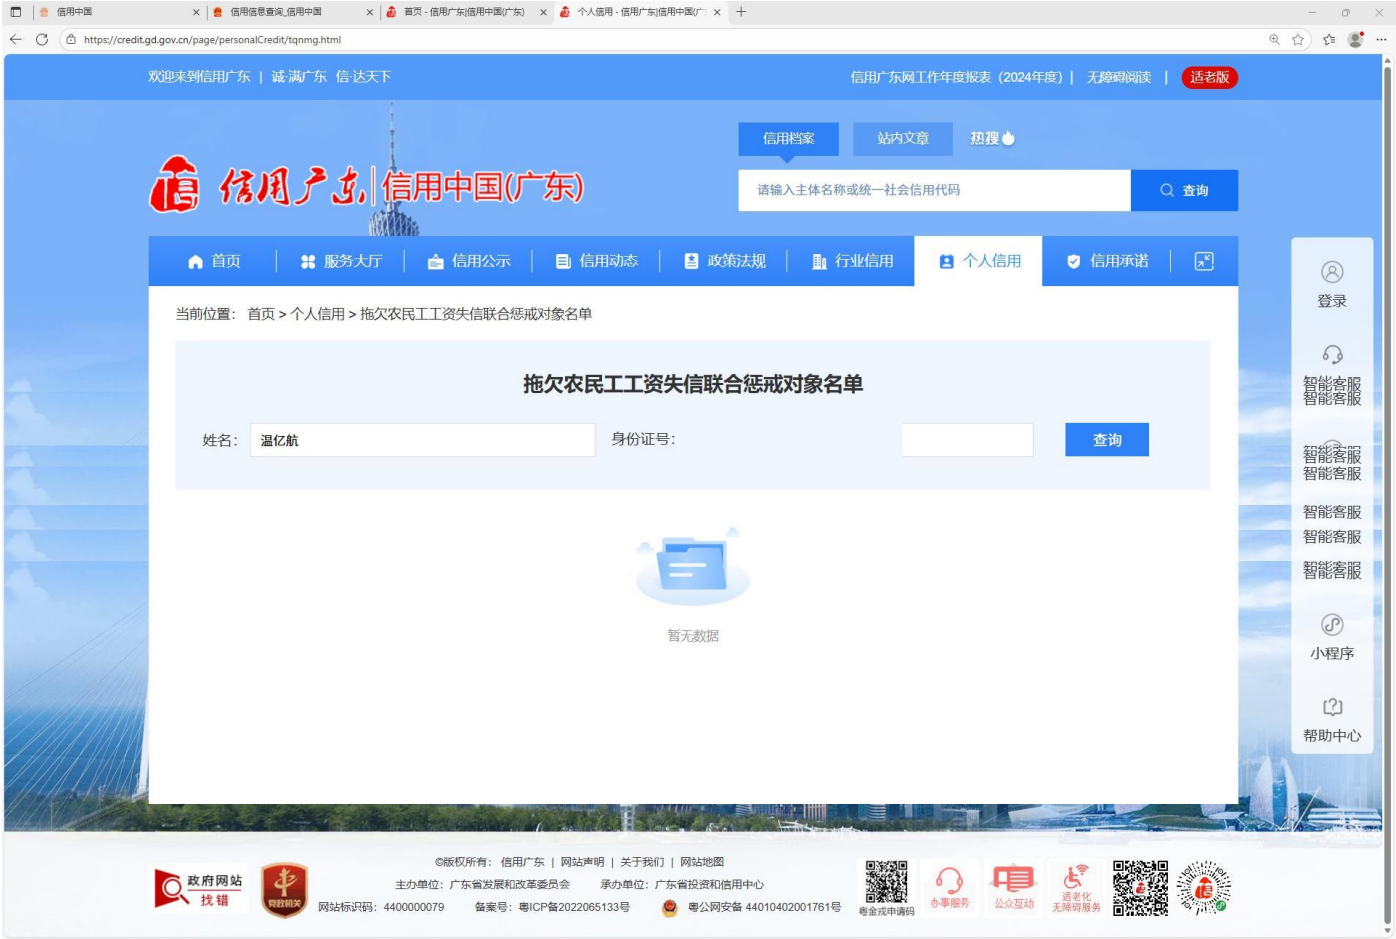 信用中国
信用信息查询_信用中国
首页 - 信用广东|信用中国(广东)
个人信用 - 信用广东|信用中国(广东
https://credit.gd.gov.cn/page/personalCredit/tqnmg.html
欢迎来到信用广东 | 诚·满广东 信·达天下
信用广东网工作年度报表（2024年度）| 无障碍阅读 | 适老版
信用档案 站内文章 热搜
信用广东 信用中国(广东)
请输入主体名称或统一社会信用代码 查询
首页 服务大厅 信用公示 信用动态 政策法规 行业信用 个人信用 信用承诺
当前位置： 首页 > 个人信用 > 拖欠农民工工资失信联合惩戒对象名单
拖欠农民工工资失信联合惩戒对象名单
姓名： 温亿航 身份证号： 查询
暂无数据
登录
智能客服
智能客服
智能客服
智能客服
智能客服
智能客服
智能客服
小程序
帮助中心
政府网站
找错
党政机关
©版权所有： 信用广东 | 网站声明 | 关于我们 | 网站地图
主办单位：广东省发展和改革委员会 承办单位：广东省投资和信用中心
网站标识码：4400000079 备案号：粤ICP备2022065133号 粤公网安备 44010402001761号
粤金戎申请码
办事服务
公众互动
适老化
无障碍服务